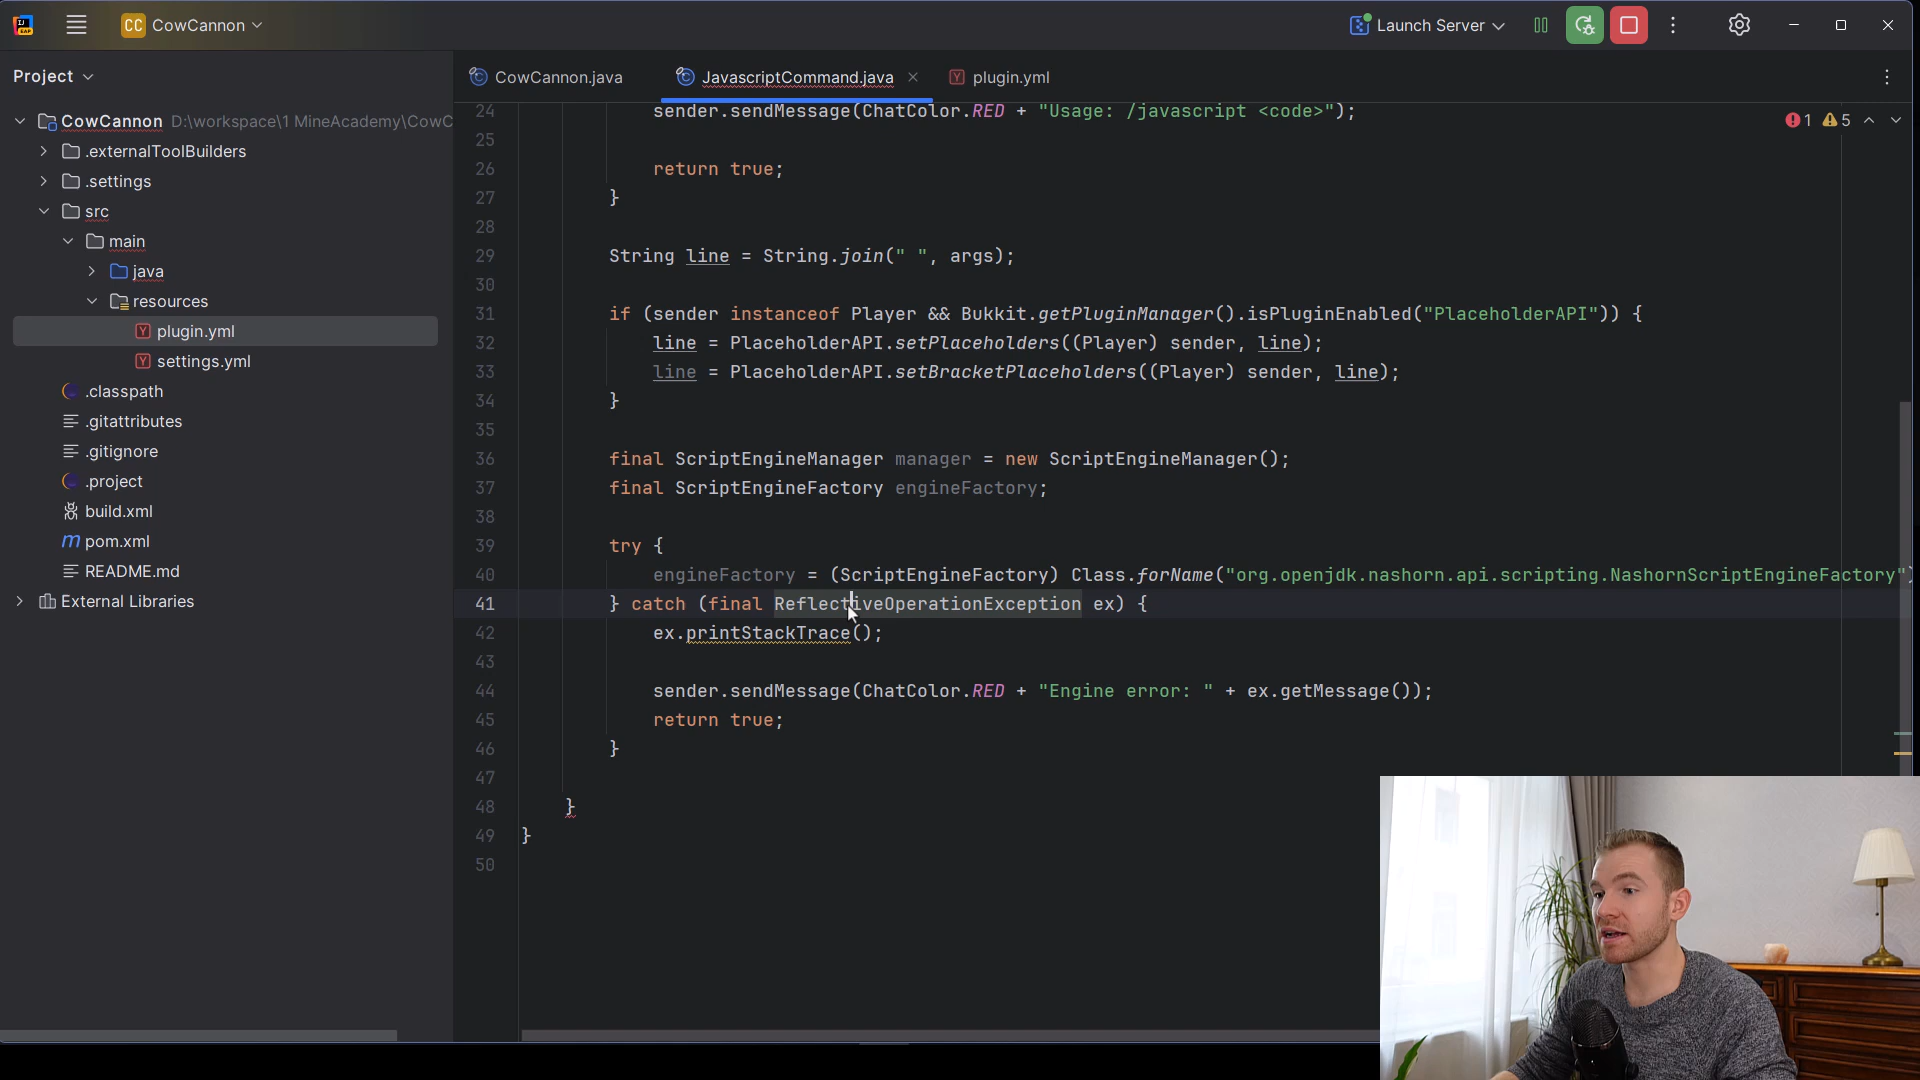 CC CowCannon
Launch Server
Project
CowCannon.java
JavascriptCommand.java
plugin.yml
CowCannon D:\workspace\1 MineAcademy\CowC
.externalToolBuilders
.settings
src
main
java
resources
plugin.yml
settings.yml
.classpath
.gitattributes
.gitignore
.project
build.xml
pom.xml
README.md
External Libraries
1 5
24 sender.sendMessage(ChatColor.RED + "Usage: /javascript <code>");
25
26 return true;
27 }
28
29 String line = String.join(" ", args);
30
31 if (sender instanceof Player && Bukkit.getPluginManager().isPluginEnabled("PlaceholderAPI")) {
32 line = PlaceholderAPI.setPlaceholders((Player) sender, line);
33 line = PlaceholderAPI.setBracketPlaceholders((Player) sender, line);
34 }
35
36 final ScriptEngineManager manager = new ScriptEngineManager();
37 final ScriptEngineFactory engineFactory;
38
39 try {
40 engineFactory = (ScriptEngineFactory) Class.forName("org.openjdk.nashorn.api.scripting.NashornScriptEngineFactory")
41 } catch (final ReflectiveOperationException ex) {
42 ex.printStackTrace();
43
44 sender.sendMessage(ChatColor.RED + "Engine error: " + ex.getMessage());
45 return true;
46 }
47
48 }
49 }
50